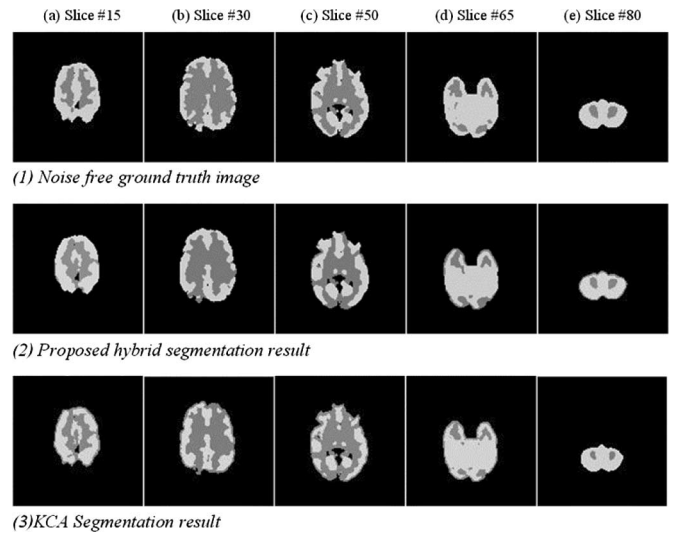 (a) Slice #15 (b) Slice #30 (c) Slice #50 (d) Slice #65 (e) Slice #80
(1) Noise free ground truth image
(2) Proposed hybrid segmentation result
(3)KCA Segmentation result